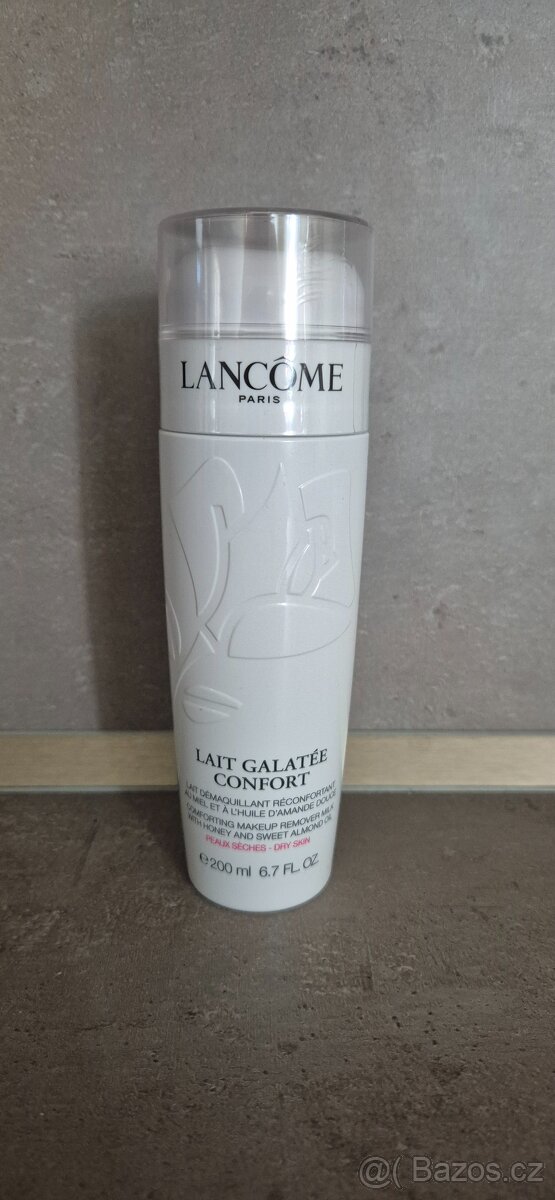 LANCÔME
PARIS
LAIT GALATÉE
CONFORT
LAIT DÉMAQUILLANT RÉCONFORTANT
AU MIEL ET À L'HUILE D'AMANDE DOUCE
COMFORTING MAKEUP REMOVER MILK
WITH HONEY AND SWEET ALMOND OIL
PEAUX SÈCHES - DRY SKIN
℮ 200 ml 6.7 FL. OZ.
@( Bazos.cz